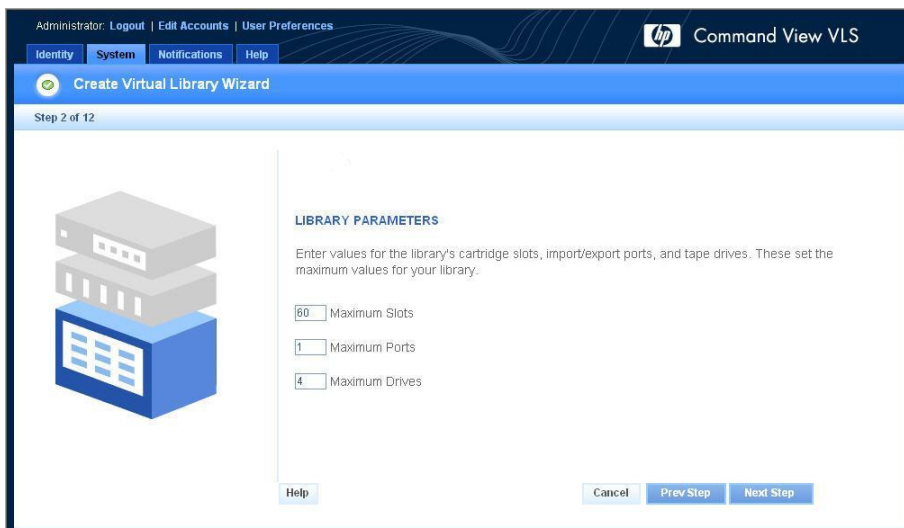 Administrator: Logout | Edit Accounts | User Preferences
hp Command View VLS
Identity System Notifications Help
Create Virtual Library Wizard
Step 2 of 12
LIBRARY PARAMETERS
Enter values for the library's cartridge slots, import/export ports, and tape drives. These set the
maximum values for your library.
60 Maximum Slots
1 Maximum Ports
4 Maximum Drives
Help Cancel Prev Step Next Step